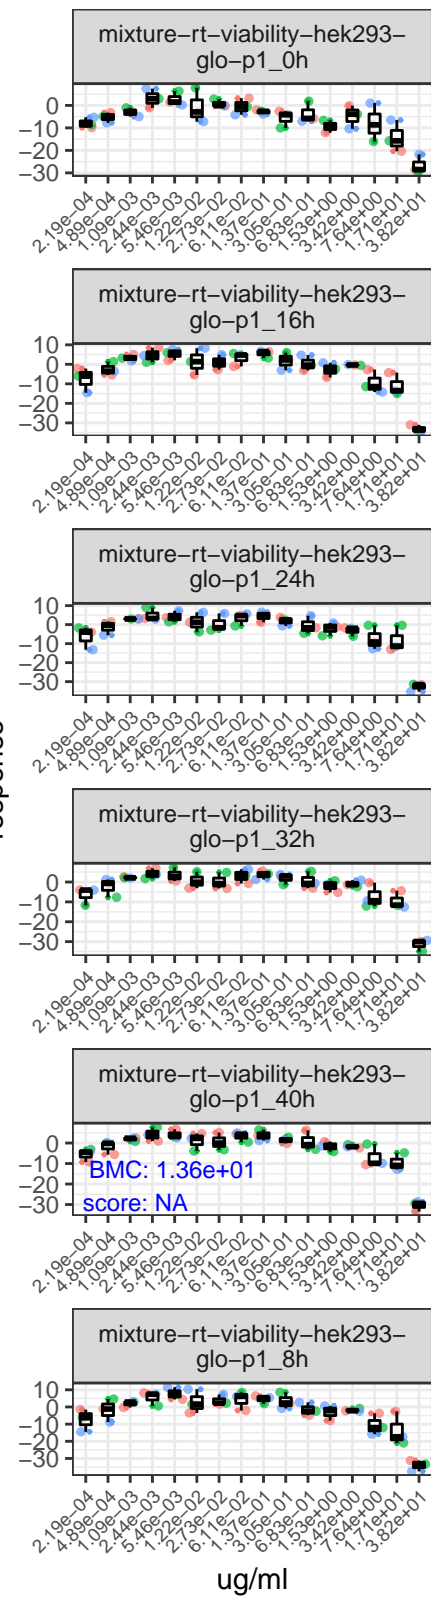 mixture−rt−viability−hek293−
glo−p1_0h
0
−10
−20
−30
2.19e−04 4.89e−04 1.09e−03 2.44e−03 5.46e−03 1.22e−02 2.73e−02 6.11e−02 1.37e−01 3.05e−01 6.83e−01 1.53e+00 3.42e+00 7.64e+00 1.71e+01 3.82e+01
mixture−rt−viability−hek293−
glo−p1_16h
10
0
−10
−20
−30
2.19e−04 4.89e−04 1.09e−03 2.44e−03 5.46e−03 1.22e−02 2.73e−02 6.11e−02 1.37e−01 3.05e−01 6.83e−01 1.53e+00 3.42e+00 7.64e+00 1.71e+01 3.82e+01
mixture−rt−viability−hek293−
glo−p1_24h
10
0
−10
−20
−30
2.19e−04 4.89e−04 1.09e−03 2.44e−03 5.46e−03 1.22e−02 2.73e−02 6.11e−02 1.37e−01 3.05e−01 6.83e−01 1.53e+00 3.42e+00 7.64e+00 1.71e+01 3.82e+01
mixture−rt−viability−hek293−
glo−p1_32h
0
−10
−20
−30
2.19e−04 4.89e−04 1.09e−03 2.44e−03 5.46e−03 1.22e−02 2.73e−02 6.11e−02 1.37e−01 3.05e−01 6.83e−01 1.53e+00 3.42e+00 7.64e+00 1.71e+01 3.82e+01
mixture−rt−viability−hek293−
glo−p1_40h
0
−10
−20
−30
BMC: 1.36e+01
score: NA
2.19e−04 4.89e−04 1.09e−03 2.44e−03 5.46e−03 1.22e−02 2.73e−02 6.11e−02 1.37e−01 3.05e−01 6.83e−01 1.53e+00 3.42e+00 7.64e+00 1.71e+01 3.82e+01
mixture−rt−viability−hek293−
glo−p1_8h
10
0
−10
−20
−30
2.19e−04 4.89e−04 1.09e−03 2.44e−03 5.46e−03 1.22e−02 2.73e−02 6.11e−02 1.37e−01 3.05e−01 6.83e−01 1.53e+00 3.42e+00 7.64e+00 1.71e+01 3.82e+01
ug/ml